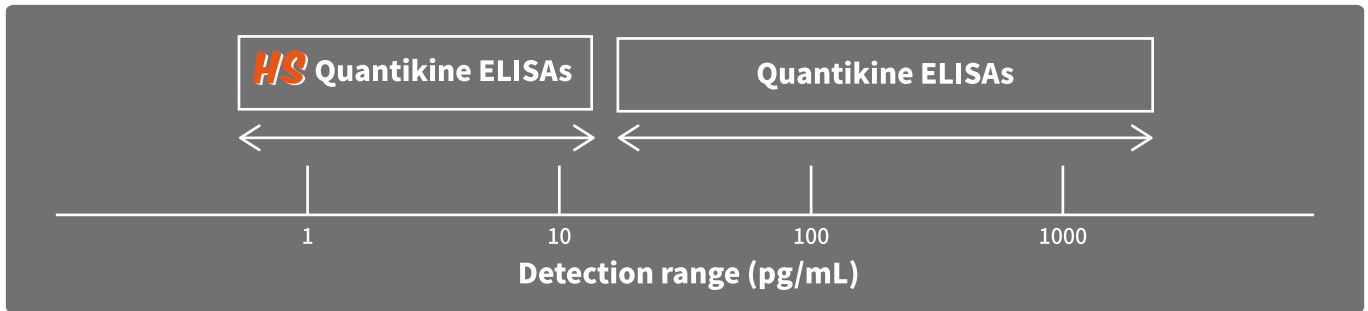 HS Quantikine ELISAs
Quantikine ELISAs
1
10
100
1000
Detection range (pg/mL)